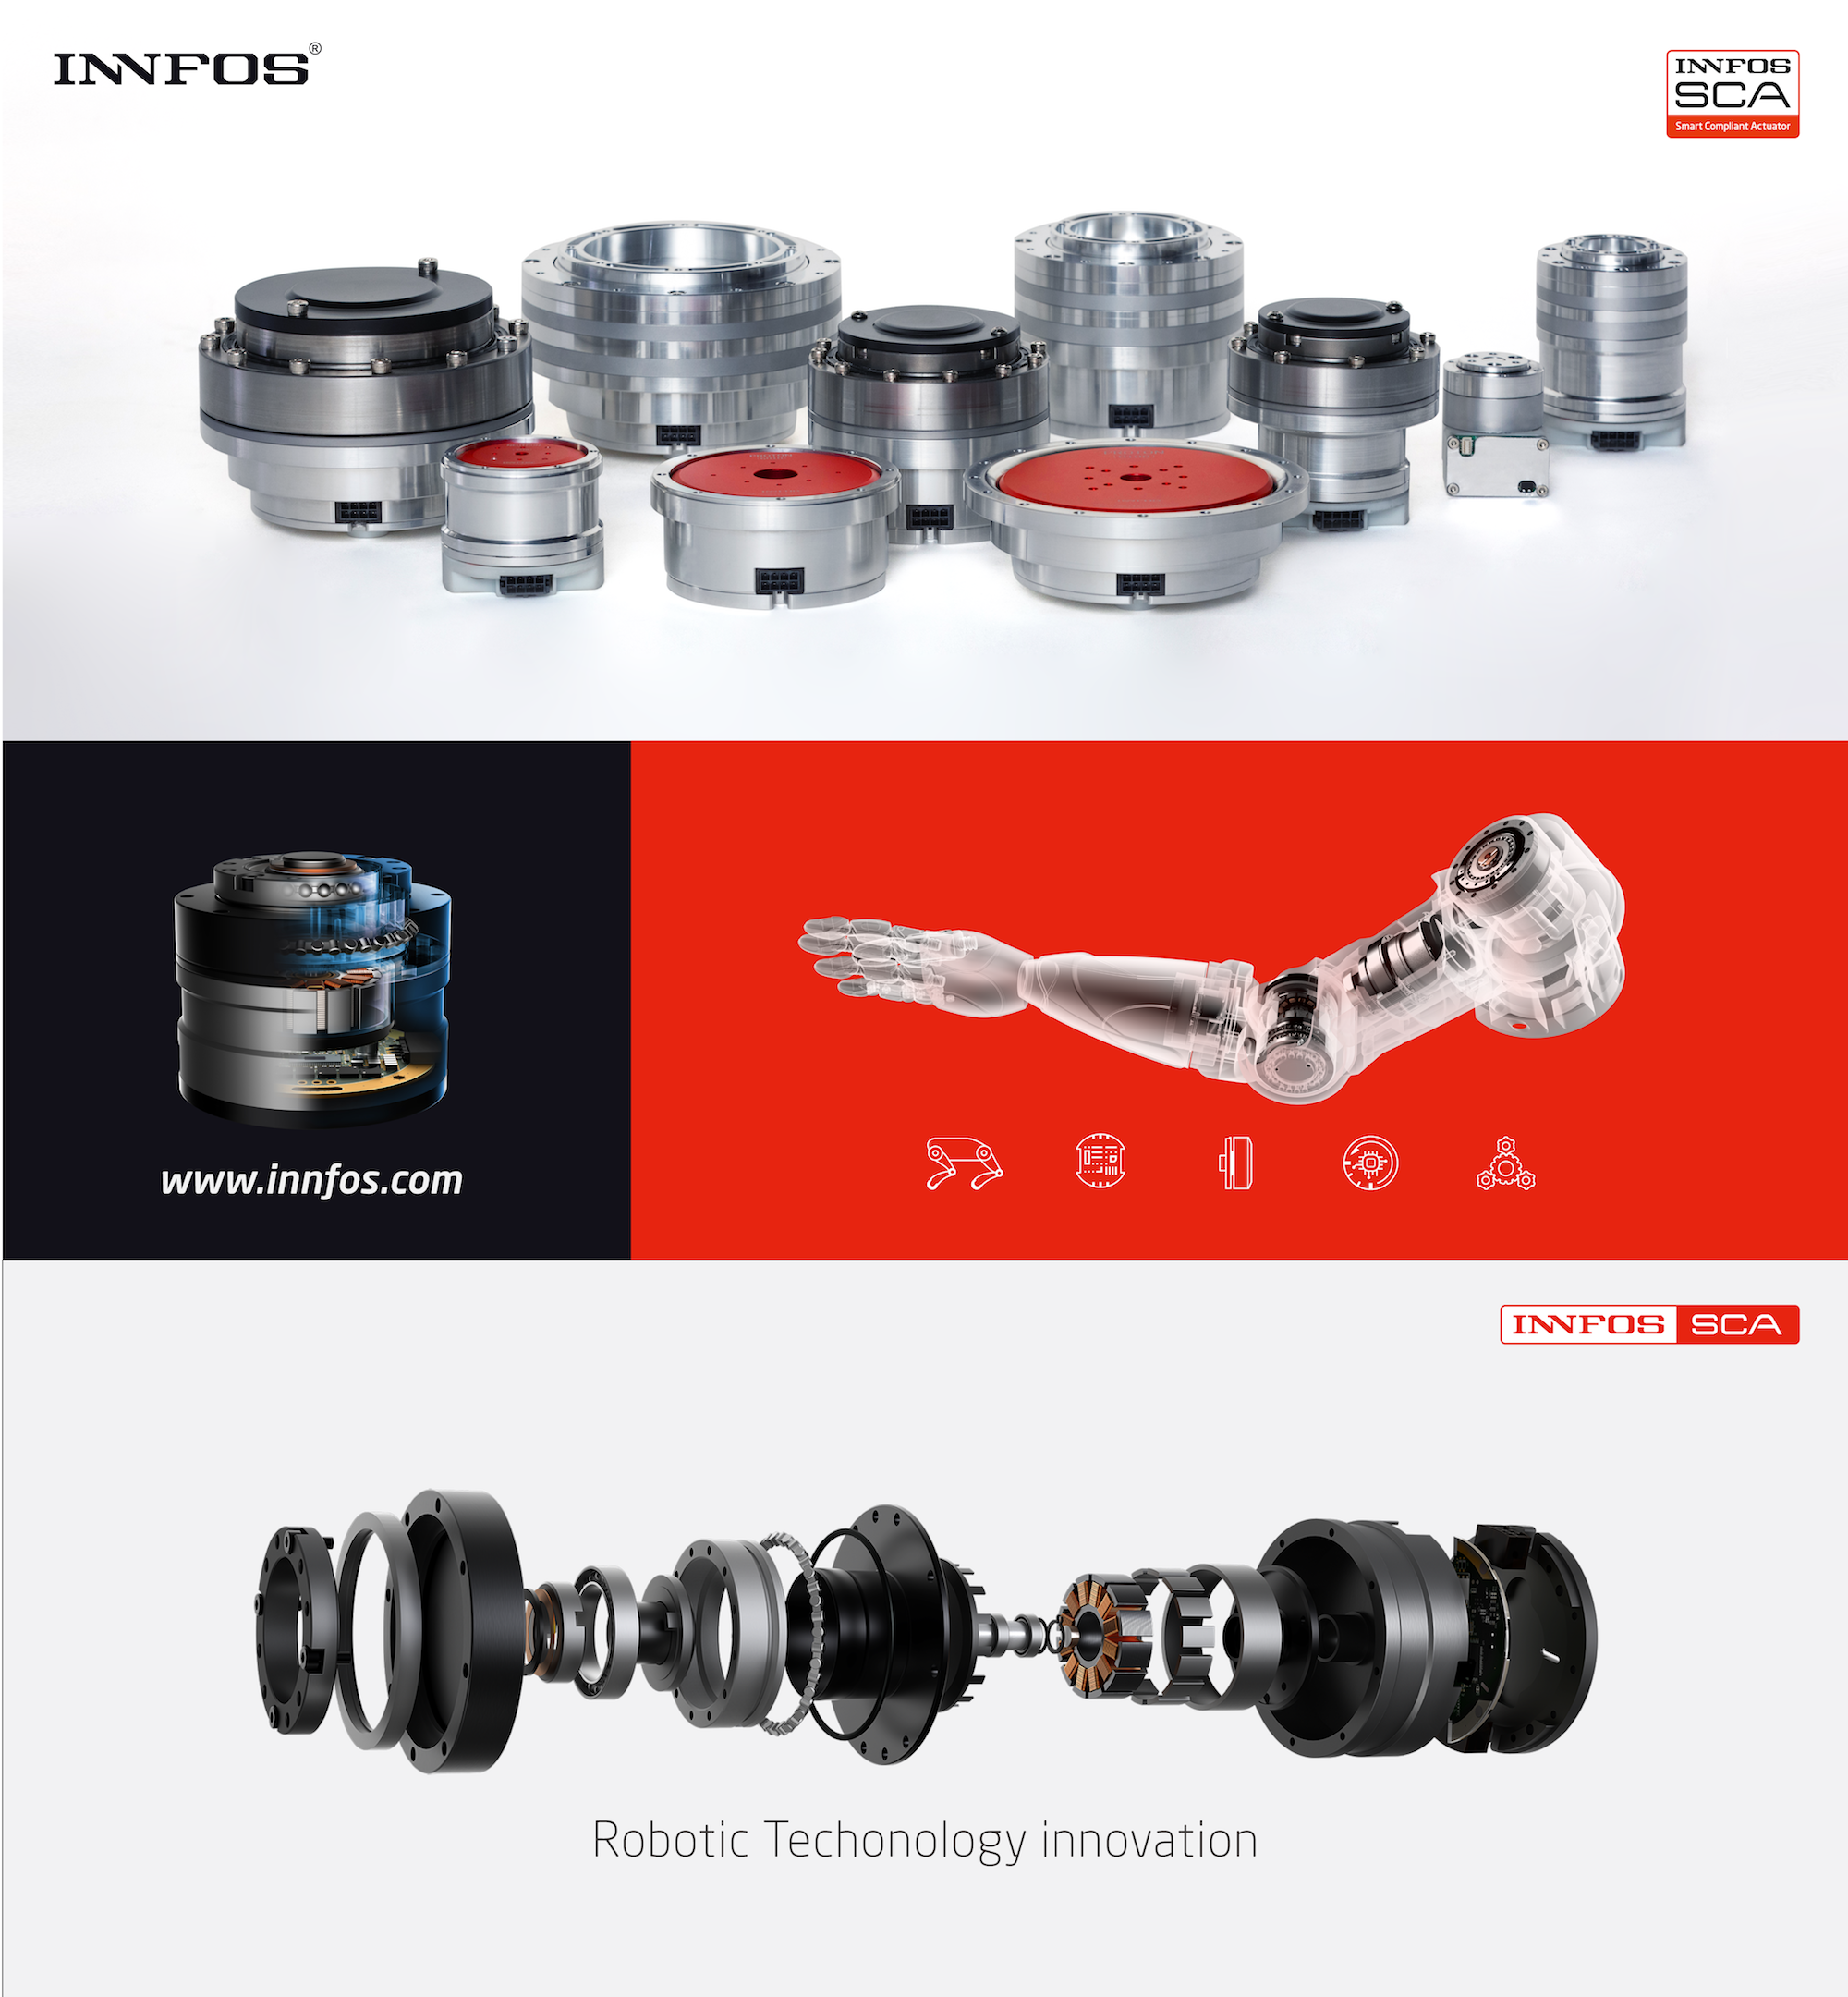 INNFOS®
INNFOS
SCA
Smart Compliant Actuator
www.innfos.com
INNFOS SCA
Robotic Techonology innovation